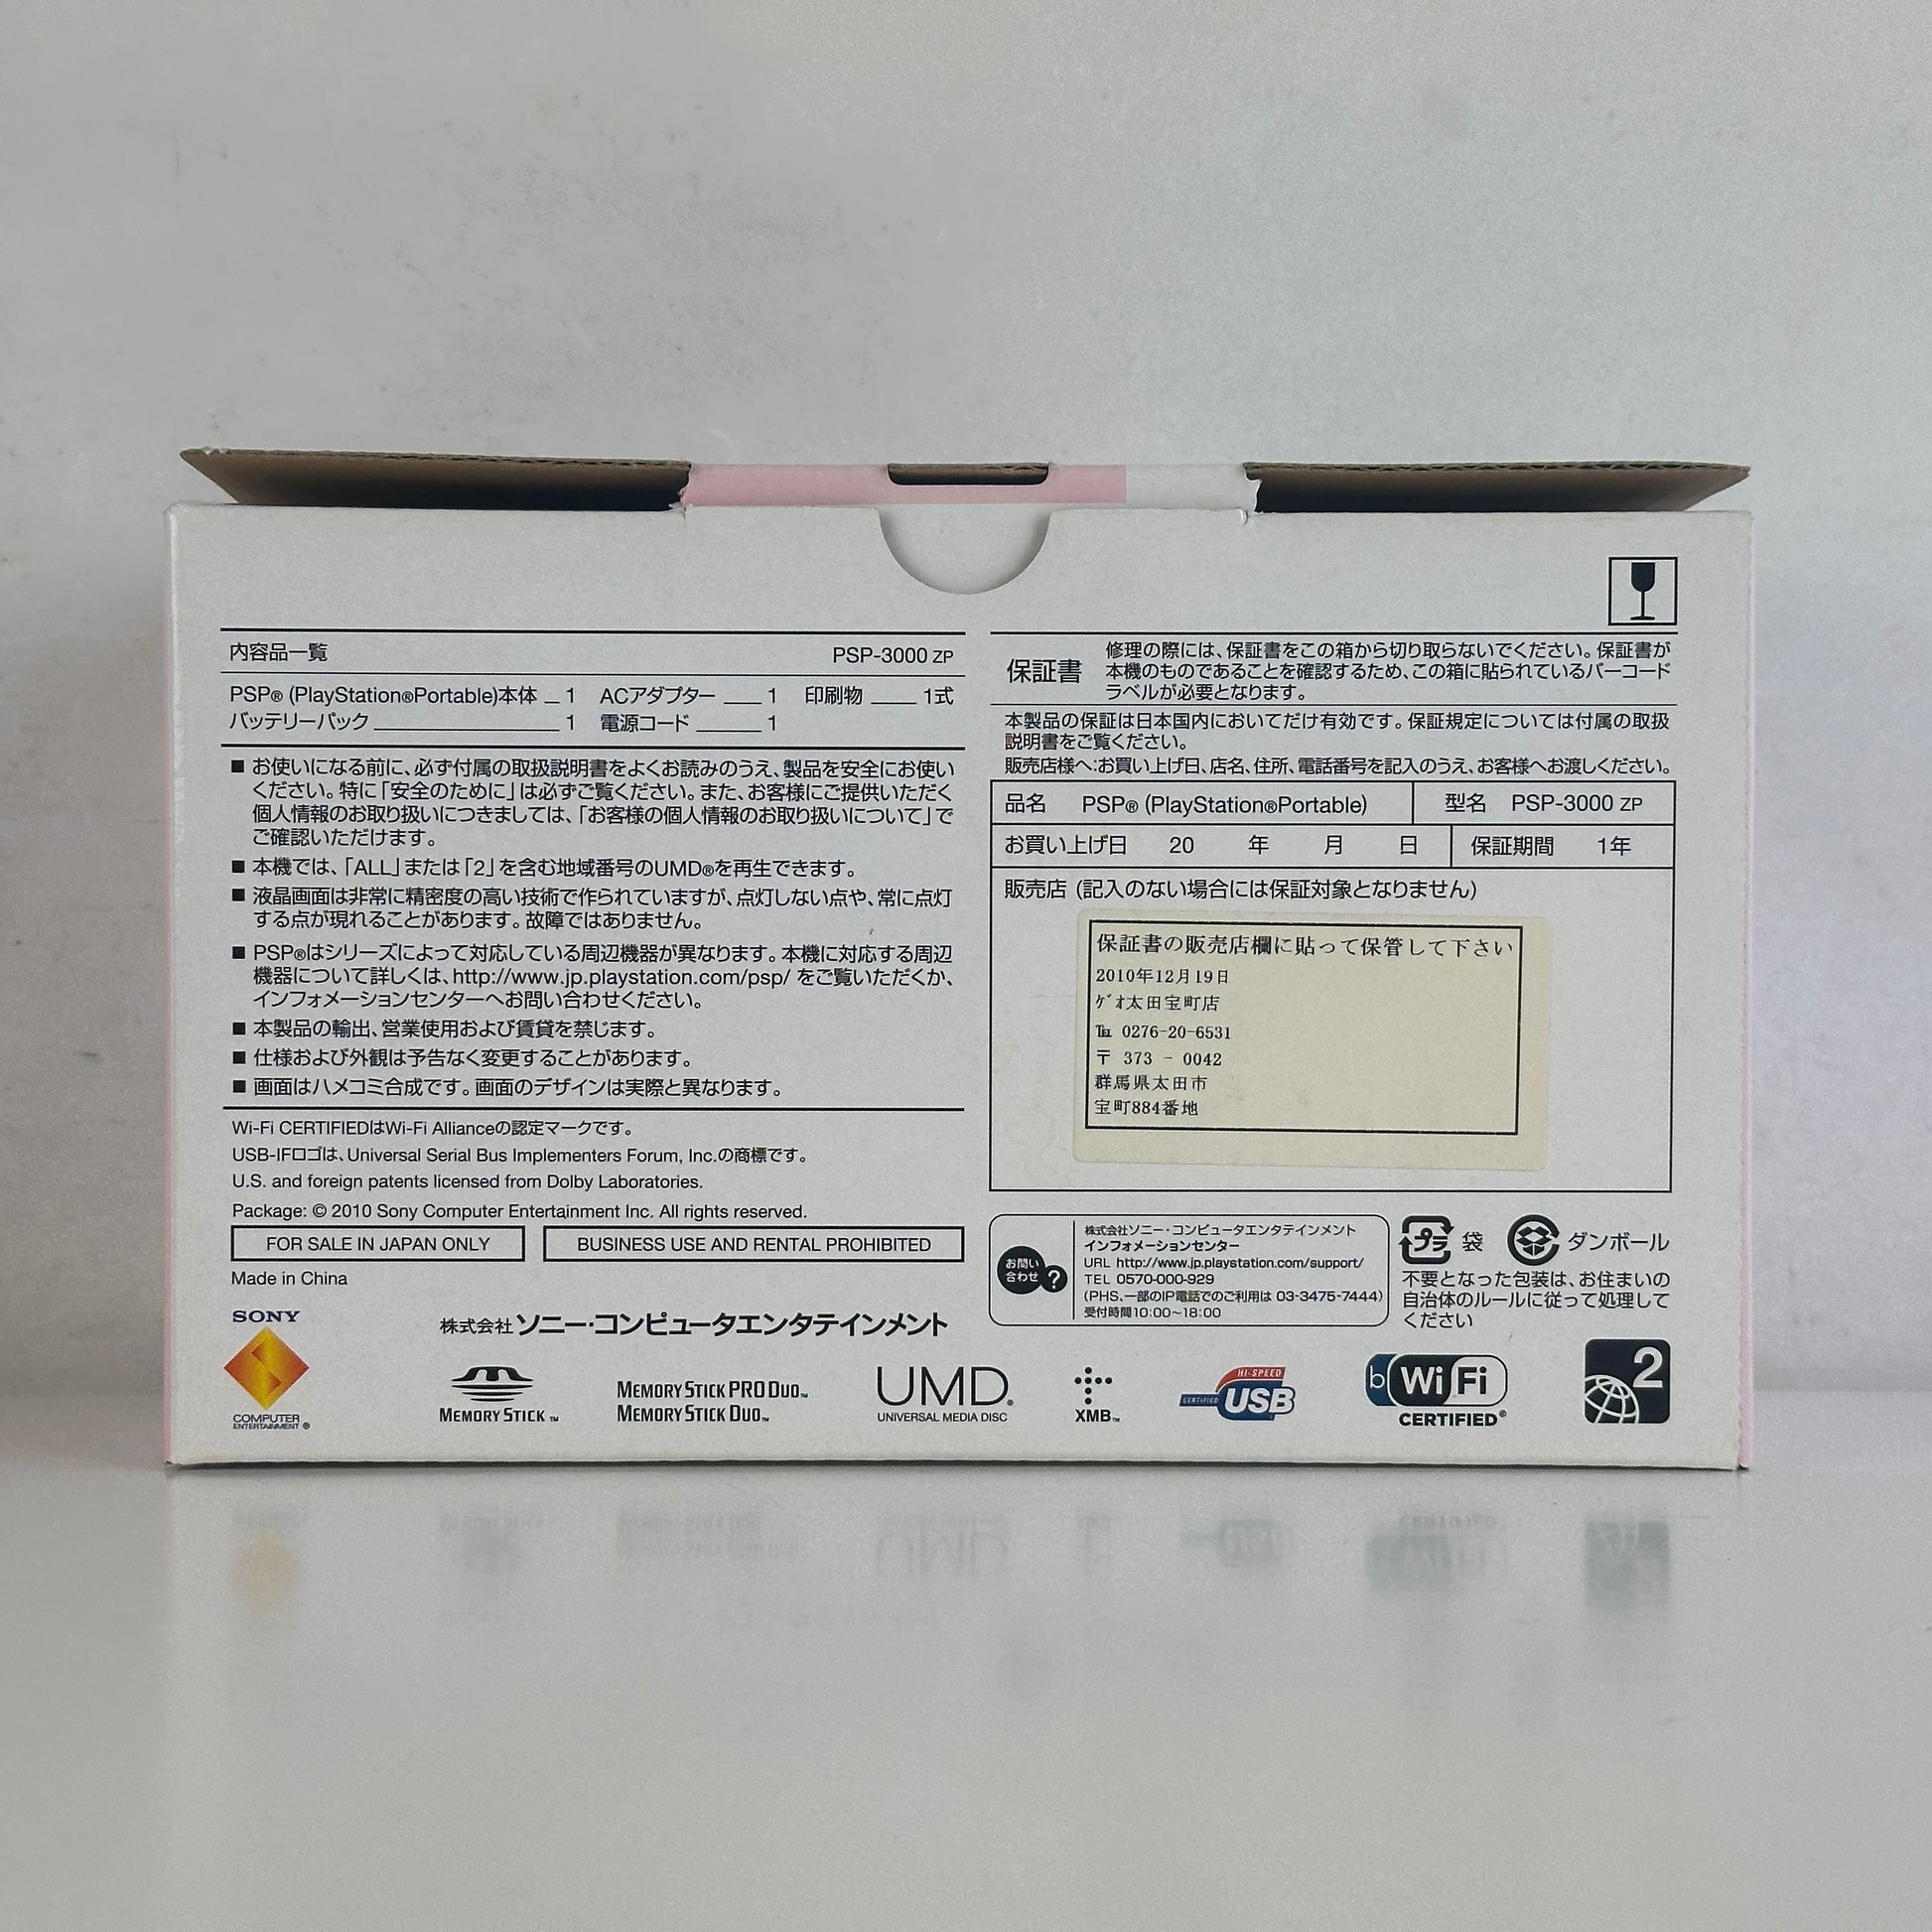 内容品一覧 PSP-3000 ZP
PSP® (PlayStation®Portable)本体 1 ACアダプター 1 印刷物 1式
バッテリーパック 1 電源コード 1
■ お使いになる前に、必ず付属の取扱説明書をよくお読みのうえ、製品を安全にお使い
ください。特に「安全のために」は必ずご覧ください。また、お客様にご提供いただく
個人情報のお取り扱いにつきましては、「お客様の個人情報のお取り扱いについて」で
ご確認いただけます。
■ 本機では、「ALL」または「2」を含む地域番号のUMD®を再生できます。
■ 液晶画面は非常に精密度の高い技術で作られていますが、点灯しない点や、常に点灯
する点が現れることがあります。故障ではありません。
■ PSP®はシリーズによって対応している周辺機器が異なります。本機に対応する周辺
機器について詳しくは、http://www.jp.playstation.com/psp/ をご覧いただくか、
インフォメーションセンターへお問い合わせください。
■ 本製品の輸出、営業使用および賃貸を禁じます。
■ 仕様および外観は予告なく変更することがあります。
■ 画面はハメコミ合成です。画面のデザインは実際と異なります。
Wi-Fi CERTIFIEDはWi-Fi Allianceの認定マークです。
USB-IFロゴは、Universal Serial Bus Implementers Forum, Inc.の商標です。
U.S. and foreign patents licensed from Dolby Laboratories.
Package: © 2010 Sony Computer Entertainment Inc. All rights reserved.
FOR SALE IN JAPAN ONLY
BUSINESS USE AND RENTAL PROHIBITED
Made in China
保証書
修理の際には、保証書をこの箱から切り取らないでください。保証書が
本機のものであることを確認するため、この箱に貼られているバーコード
ラベルが必要となります。
本製品の保証は日本国内においてだけ有効です。保証規定については付属の取扱
説明書をご覧ください。
販売店様へ:お買い上げ日、店名、住所、電話番号を記入のうえ、お客様へお渡しください。
品名 PSP® (PlayStation®Portable) 型名 PSP-3000 ZP
お買い上げ日 20 年 月 日 保証期間 1年
販売店 (記入のない場合には保証対象となりません)
保証書の販売店欄に貼って保管して下さい
2010年12月19日
ｹﾞｵ太田宝町店
℡ 0276-20-6531
〒 373 - 0042
群馬県太田市
宝町884番地
お問い
合わせ ?
株式会社ソニー・コンピュータエンタテインメント
インフォメーションセンター
URL http://www.jp.playstation.com/support/
TEL 0570-000-929
(PHS、一部のIP電話でのご利用は 03-3475-7444)
受付時間10:00～18:00
プラ 袋 ダンボール
不要となった包装は、お住まいの
自治体のルールに従って処理して
ください
SONY
COMPUTER
ENTERTAINMENT®
株式会社ソニー・コンピュータエンタテインメント
MEMORY STICK™
MEMORY STICK PRO DUO™
MEMORY STICK DUO™
UMD®
UNIVERSAL MEDIA DISC
XMB™
HI-SPEED
CERTIFIED USB
b Wi Fi
CERTIFIED®
2